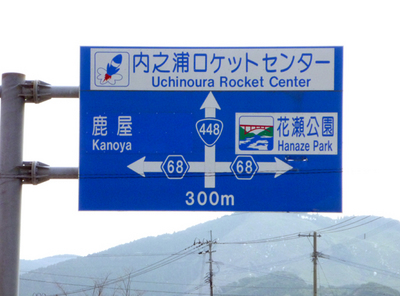 内之浦ロケットセンター
Uchinoura Rocket Center
448
鹿屋
Kanoya
花瀬公園
Hanaze Park
68
68
300m